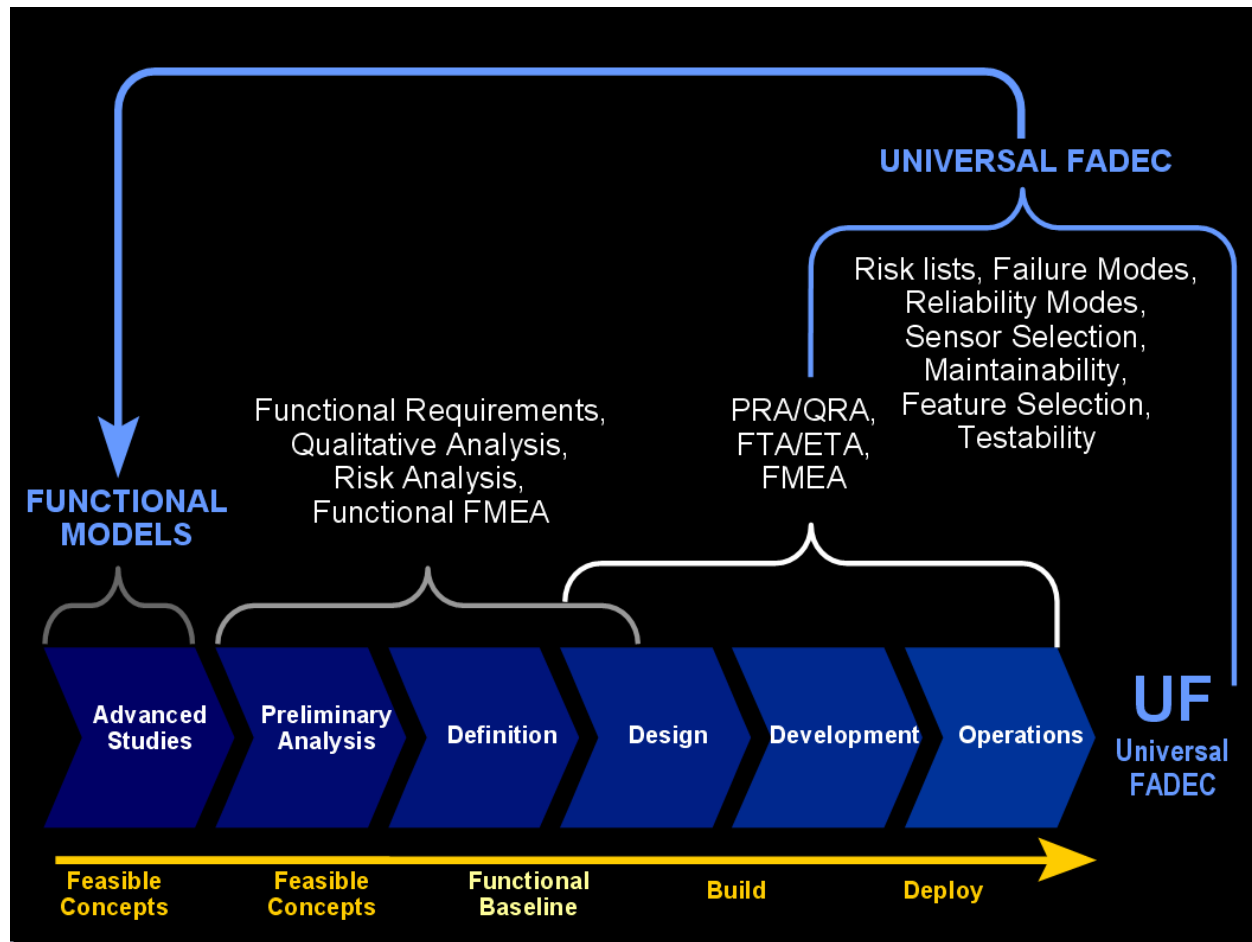 UNIVERSAL FADEC
Risk lists, Failure Modes,
Reliability Modes,
Sensor Selection,
Maintainability,
Feature Selection,
Testability
PRA/QRA,
FTA/ETA,
FMEA
Functional Requirements,
Qualitative Analysis,
Risk Analysis,
Functional FMEA
FUNCTIONAL
MODELS
Advanced
Studies
Preliminary
Analysis
Definition
Design
Development
Operations
UF
Universal
FADEC
Feasible
Concepts
Feasible
Concepts
Functional
Baseline
Build
Deploy